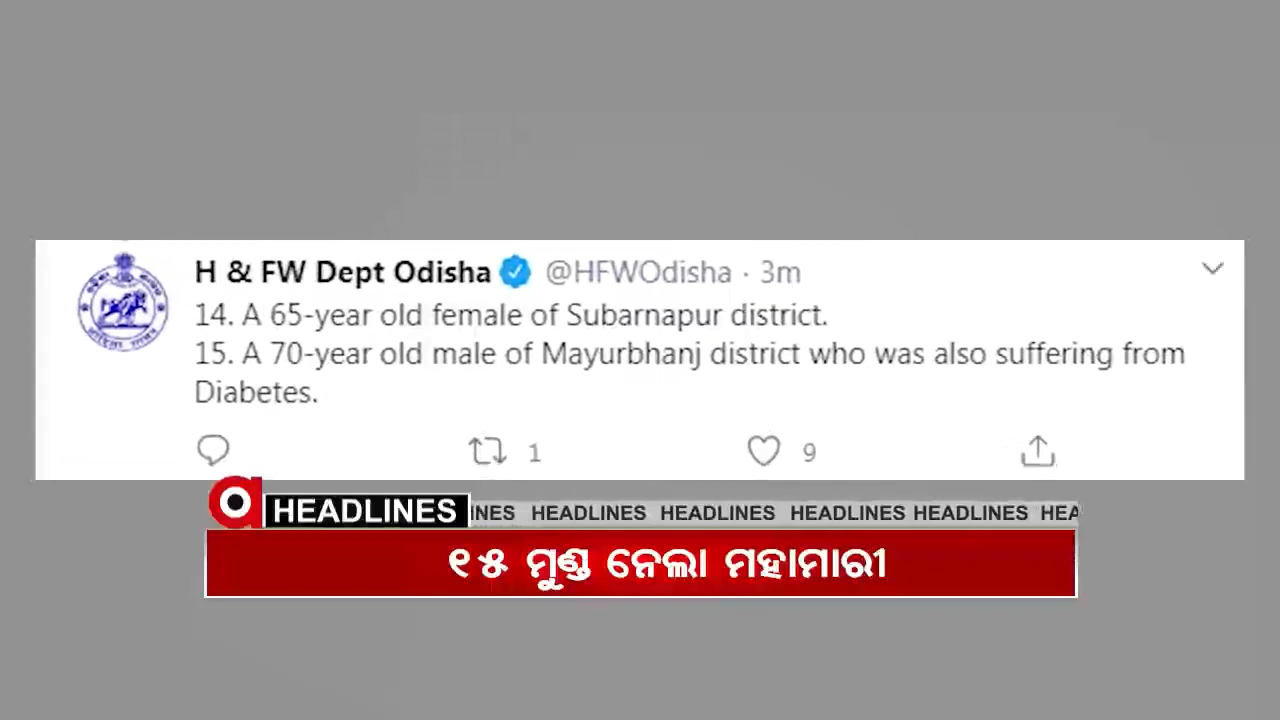 H & FW Dept Odisha @HFWOdisha · 3m
14. A 65-year old female of Subarnapur district.
15. A 70-year old male of Mayurbhanj district who was also suffering from
Diabetes.
1 9
HEADLINES INES HEADLINES HEADLINES HEADLINES HEADLINES HEA
୧୫ ମୁଣ୍ଡ ନେଲା ମହାମାରୀ